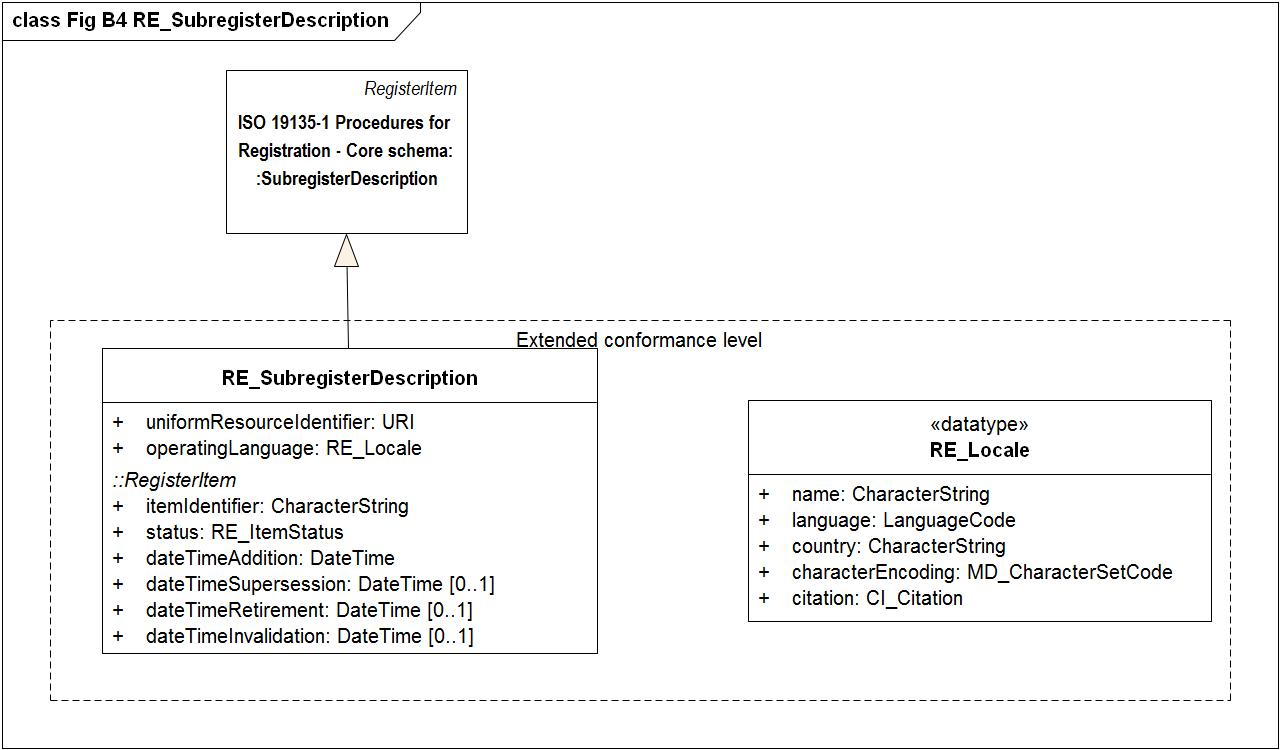 class Fig B4 RE_SubregisterDescription
RegisterItem
ISO 19135-1 Procedures for
Registration - Core schema:
:SubregisterDescription
Extended conformance level
RE_SubregisterDescription
+ uniformResourceIdentifier: URI
+ operatingLanguage: RE_Locale
::RegisterItem
+ itemIdentifier: CharacterString
+ status: RE_ItemStatus
+ dateTimeAddition: DateTime
+ dateTimeSupersession: DateTime [0..1]
+ dateTimeRetirement: DateTime [0..1]
+ dateTimeInvalidation: DateTime [0..1]
«datatype»
RE_Locale
+ name: CharacterString
+ language: LanguageCode
+ country: CharacterString
+ characterEncoding: MD_CharacterSetCode
+ citation: CI_Citation